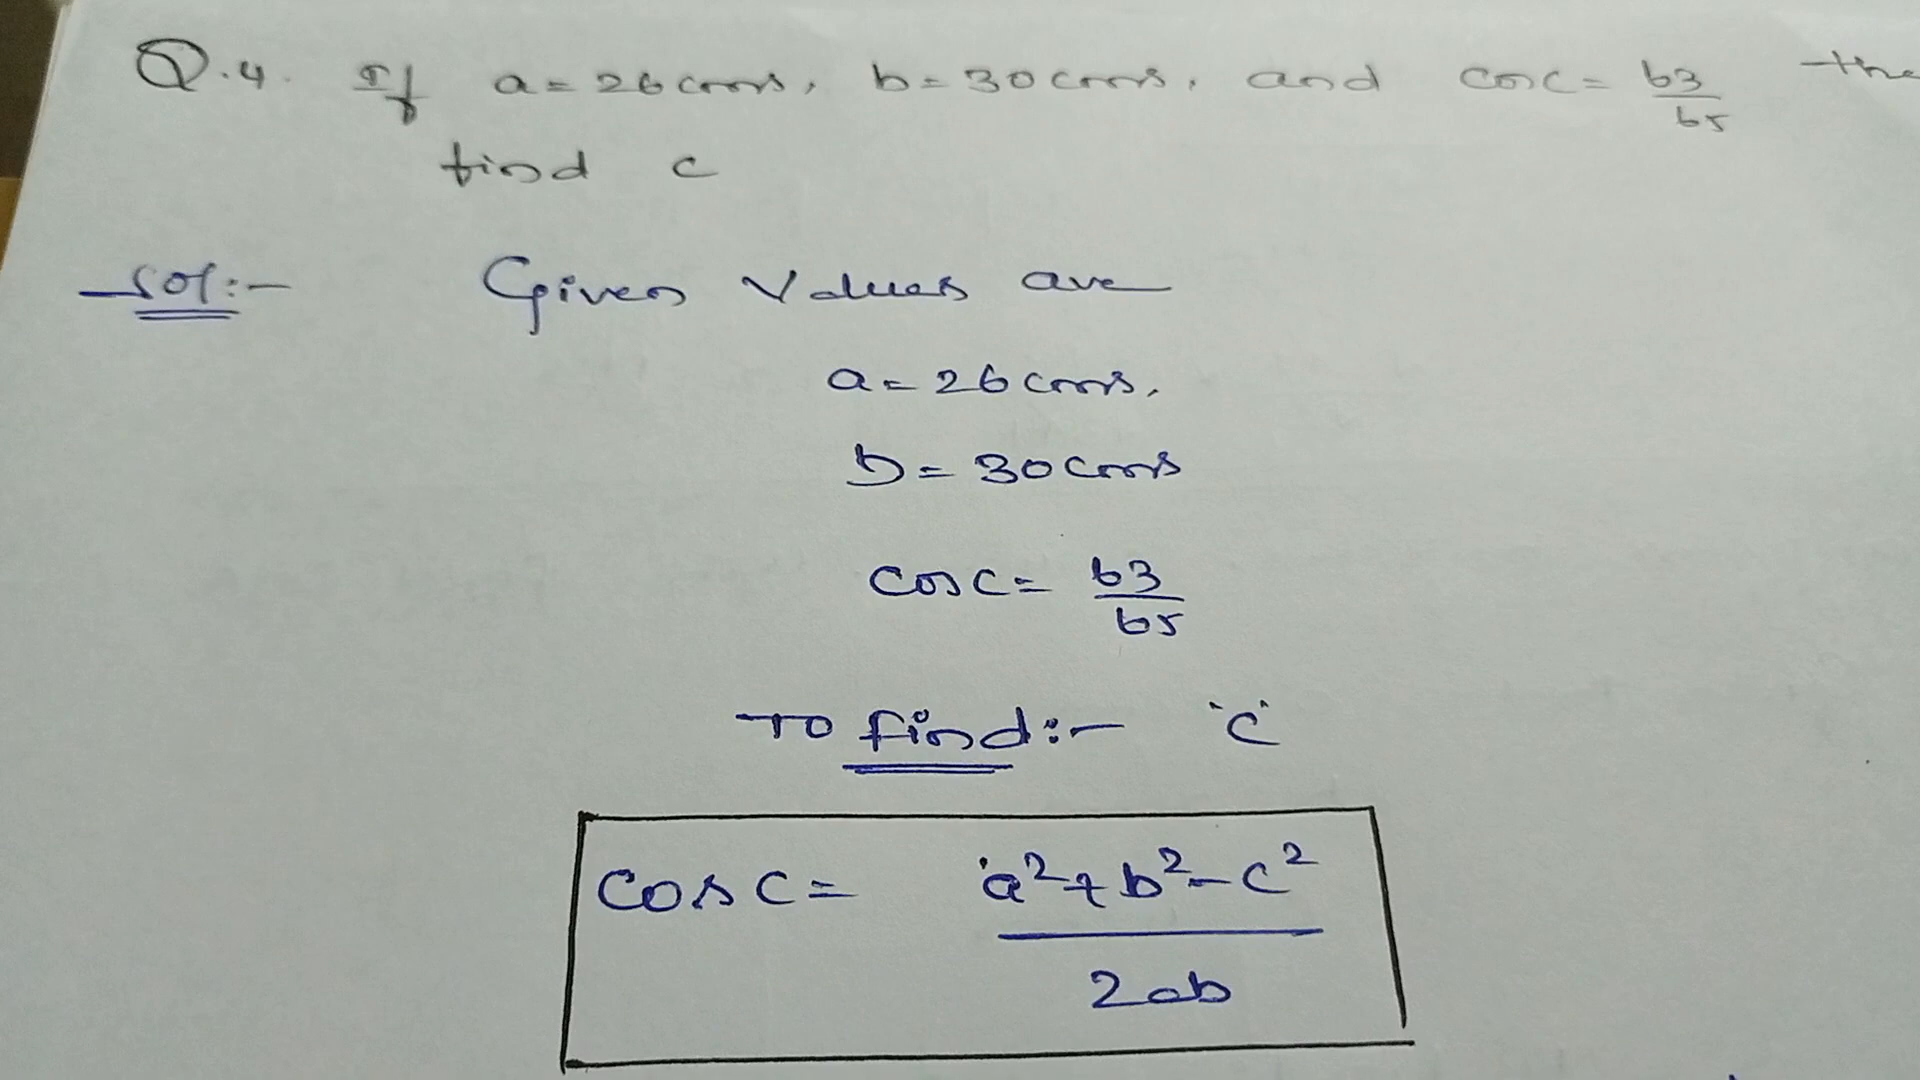 Q.4. If a = 26 cms, b = 30 cms, and cos c = 63/65 the
find c
Sol:- Given Values are
a = 26 cms,
b = 30 cms
cos c = 63/65
To find:- 'c'
cos c = a²+b²-c²/2ab